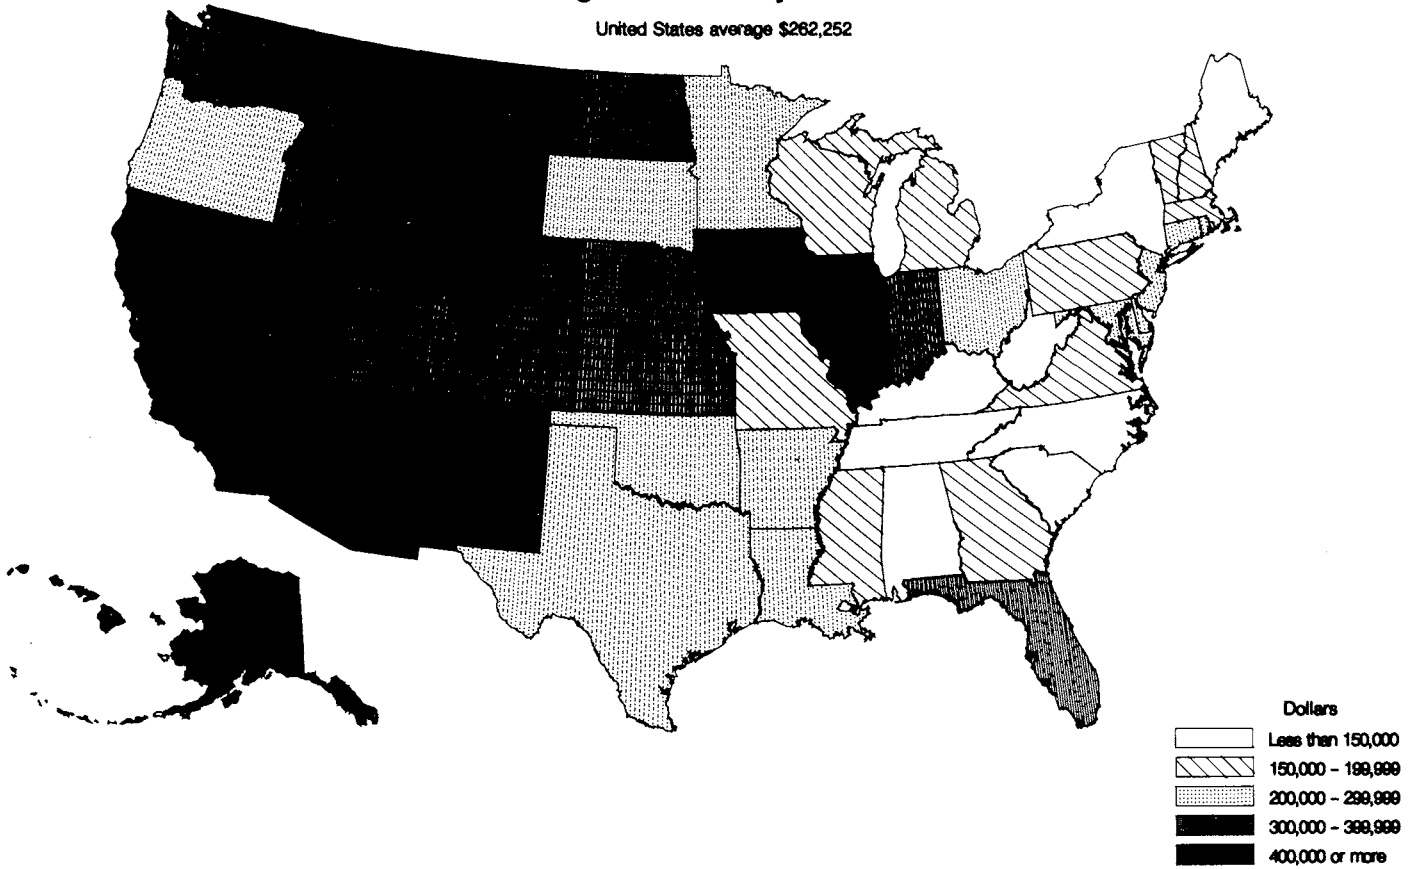 United States average $262,252
Dollars
Less than 150,000
150,000 - 199,999
200,000 - 299,999
300,000 - 399,999
400,000 or more